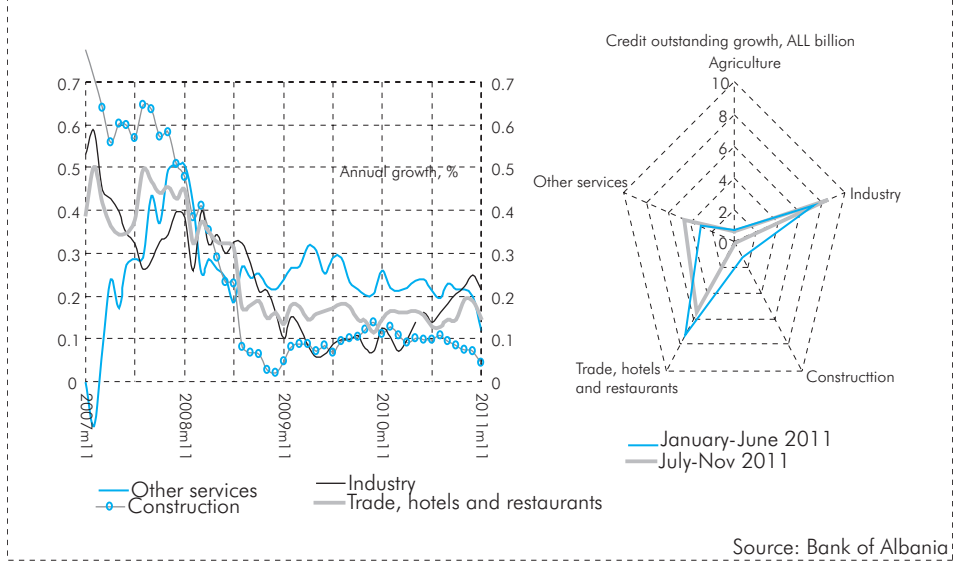 0.7
0.6
0.5
0.4
0.3
0.2
0.1
0
0.7
0.6
0.5
0.4
0.3
0.2
0.1
0
Annual growth, %
2007m11
2008m11
2009m11
2010m11
2011m11
Other services
Construction
Industry
Trade, hotels and restaurants
Credit outstanding growth, ALL billion
Agriculture
10
8
6
4
2
0
Other services
Industry
Trade, hotels
and restaurants
Constructtion
January-June 2011
July-Nov 2011
Source: Bank of Albania